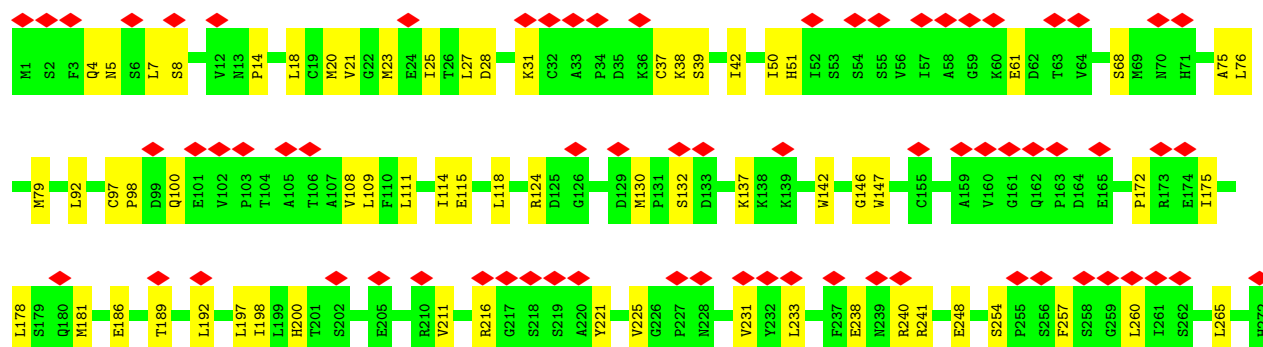 M1 S2 F3 Q4 N5 S6 L7 S8 V12 N13 P14 L18 C19 M20 V21 G22 M23 E24 I25 T26 L27 D28 K31 C32 A33 P34 D35 K36 C37 K38 S39 I42 I50 H51 I52 S53 S54 S55 V56 I57 A58 G59 K60 E61 D62 T63 V64 S68 M69 N70 H71 A75 L76
M79 L92 C97 P98 D99 Q100 E101 V102 P103 T104 A105 T106 A107 V108 L109 F110 L111 I114 E115 L118 R124 D125 G126 D129 M130 P131 S132 D133 K137 K138 K139 W142 G146 W147 C155 A159 V160 G161 Q162 P163 D164 E165 P172 R173 E174 I175
L178 S179 Q180 M181 E186 T189 L192 L197 I198 L199 H200 T201 S202 E205 R210 V211 R216 G217 S218 S219 A220 Y221 V225 G226 P227 N228 V231 Y232 L233 F237 E238 N239 R240 R241 E248 S254 P255 S256 F257 S258 G259 L260 I261 S262 L265